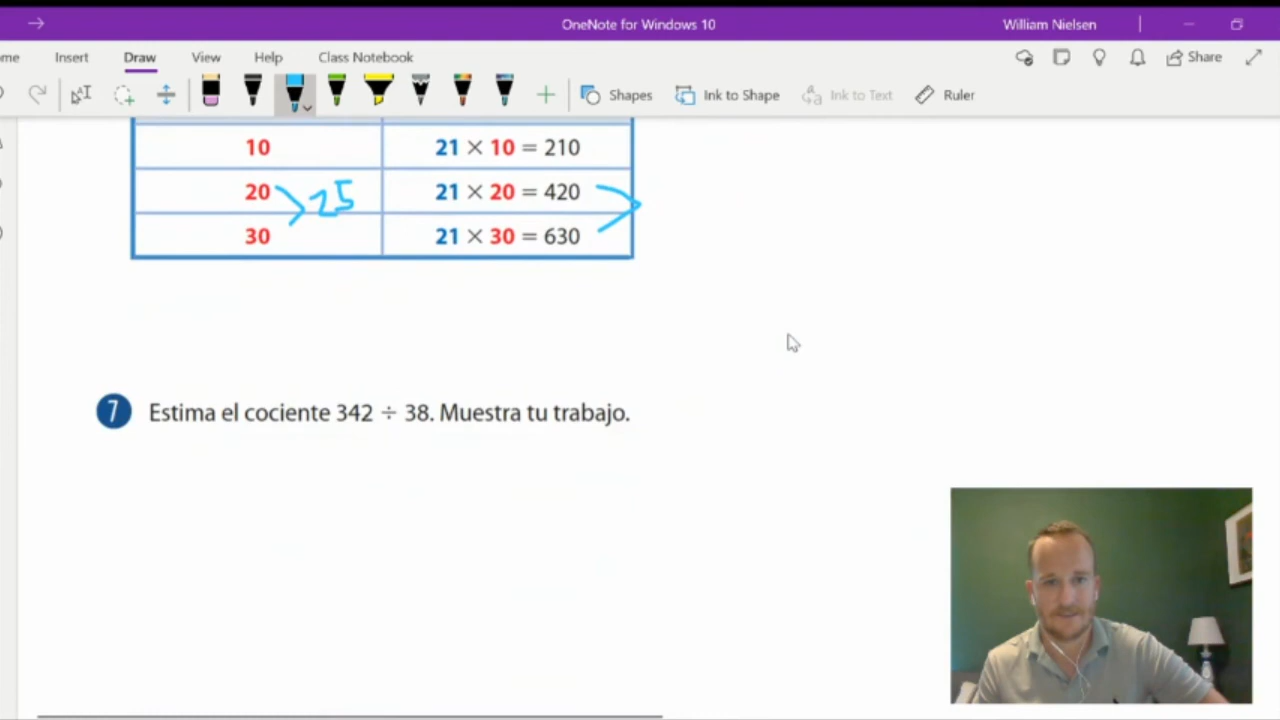 OneNote for Windows 10
William Nielsen
ome Insert Draw View Help Class Notebook
Share
Shapes Ink to Shape Ink to Text Ruler
10 21 × 10 = 210
20 21 × 20 = 420
25
30 21 × 30 = 630
7 Estima el cociente 342 ÷ 38. Muestra tu trabajo.